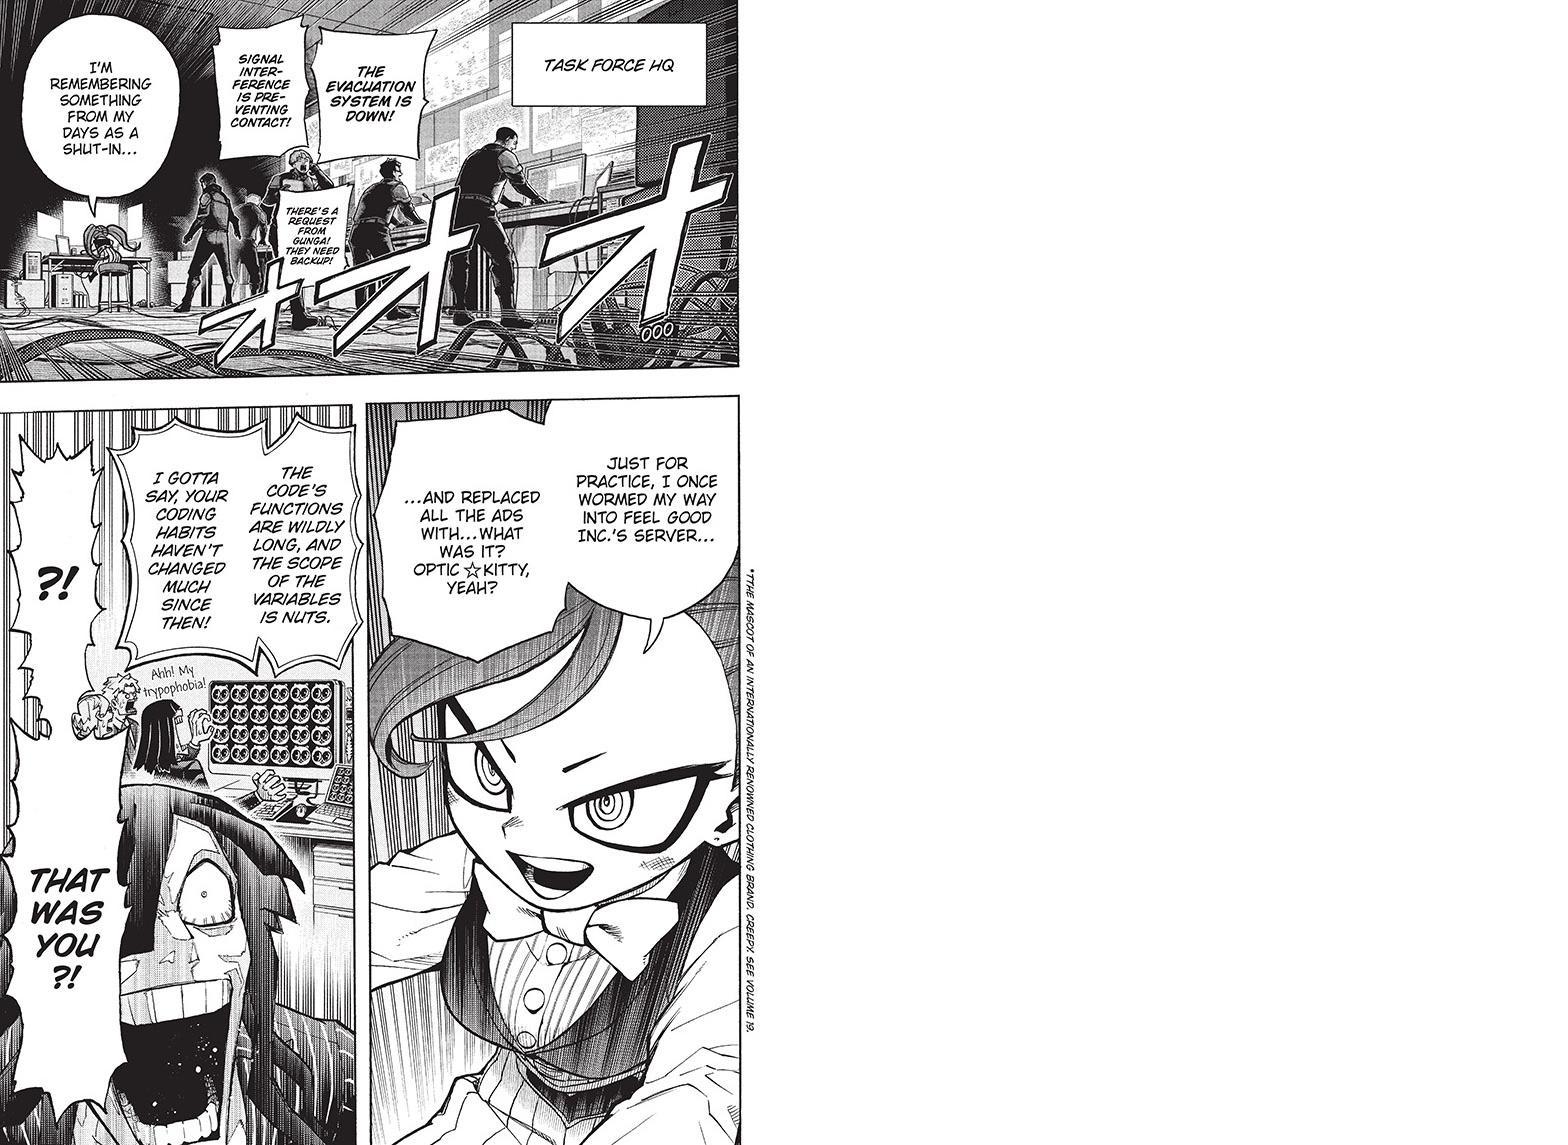 TASK FORCE HQ
THE
EVACUATION
SYSTEM IS
DOWN!
SIGNAL
INTER-
FERENCE
IS PRE-
VENTING
CONTACT!
THERE'S A
REQUEST
FROM
GUNGA!
THEY NEED
BACKUP!
I'M
REMEMBERING
SOMETHING
FROM MY
DAYS AS A
SHUT-IN...
JUST FOR
PRACTICE, I ONCE
WORMED MY WAY
INTO FEEL GOOD
INC.'S SERVER...
...AND REPLACED
ALL THE ADS
WITH...WHAT
WAS IT?
OPTIC☆KITTY,
YEAH?
*TTHE MASCOT OF AN INTERNATIONALLY RENOWNED CLOTHING BRAND. CREEPY. SEE VOLUME 19.
THE
CODE'S
FUNCTIONS
ARE WILDLY
LONG, AND
THE SCOPE
OF THE
VARIABLES
IS NUTS.
I GOTTA
SAY, YOUR
CODING
HABITS
HAVEN'T
CHANGED
MUCH
SINCE
THEN!
Ahh! My
trypophobia!
?!
THAT
WAS
YOU
?!